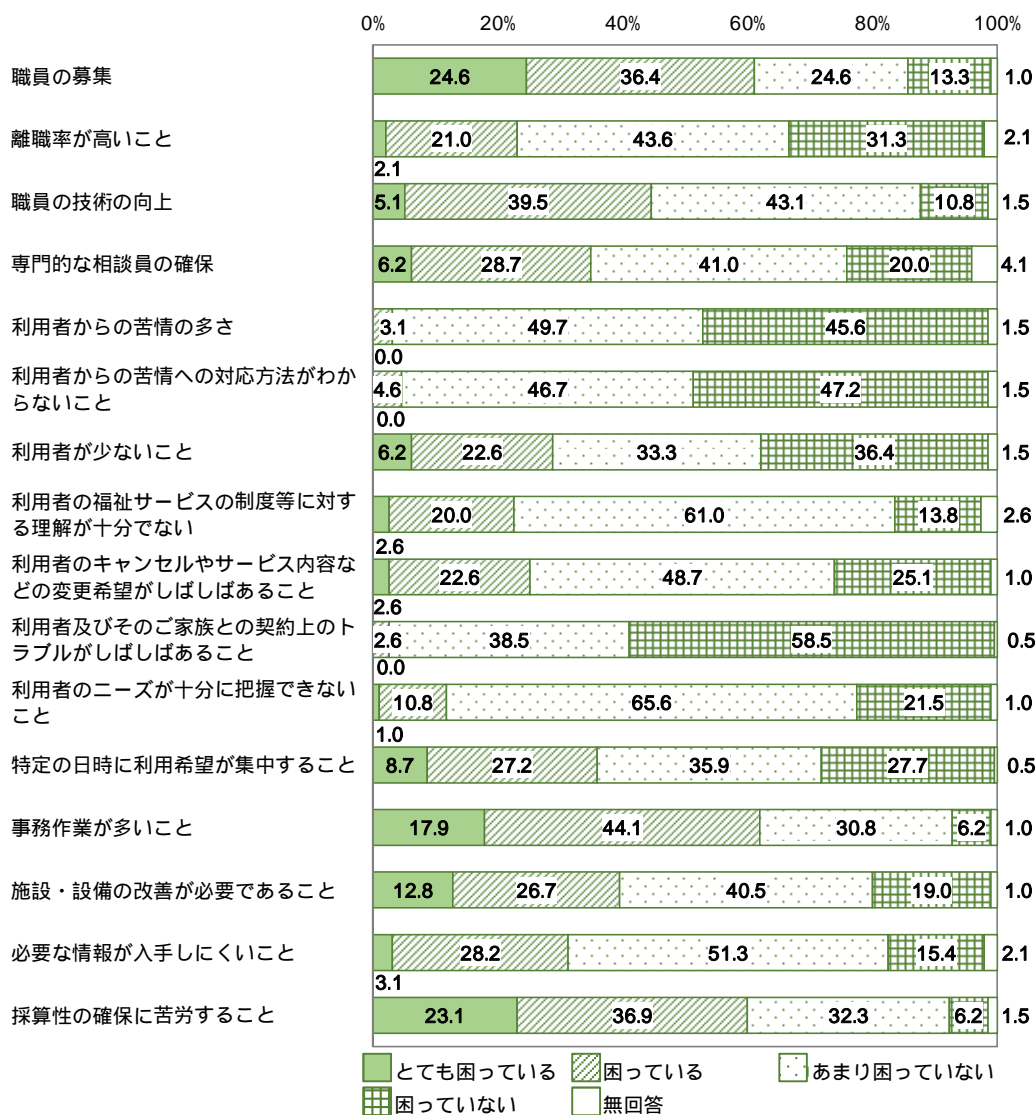 0% 20% 40% 60% 80% 100%
職員の募集 24.6 36.4 24.6 13.3 1.0
離職率が高いこと 21.0 43.6 31.3 2.1
2.1
職員の技術の向上 5.1 39.5 43.1 10.8 1.5
専門的な相談員の確保 6.2 28.7 41.0 20.0 4.1
利用者からの苦情の多さ 3.1 49.7 45.6 1.5
0.0
利用者からの苦情への対応方法がわか
らないこと 4.6 46.7 47.2 1.5
0.0
利用者が少ないこと 6.2 22.6 33.3 36.4 1.5
利用者の福祉サービスの制度等に対す
る理解が十分でない 20.0 61.0 13.8 2.6
2.6
利用者のキャンセルやサービス内容な
どの変更希望がしばしばあること 22.6 48.7 25.1 1.0
2.6
利用者及びそのご家族との契約上のト
ラブルがしばしばあること 2.6 38.5 58.5 0.5
0.0
利用者のニーズが十分に把握できない
こと 10.8 65.6 21.5 1.0
1.0
特定の日時に利用希望が集中すること 8.7 27.2 35.9 27.7 0.5
事務作業が多いこと 17.9 44.1 30.8 6.2 1.0
施設・設備の改善が必要であること 12.8 26.7 40.5 19.0 1.0
必要な情報が入手しにくいこと 28.2 51.3 15.4 2.1
3.1
採算性の確保に苦労すること 23.1 36.9 32.3 6.2 1.5
とても困っている 困っている あまり困っていない
困っていない 無回答